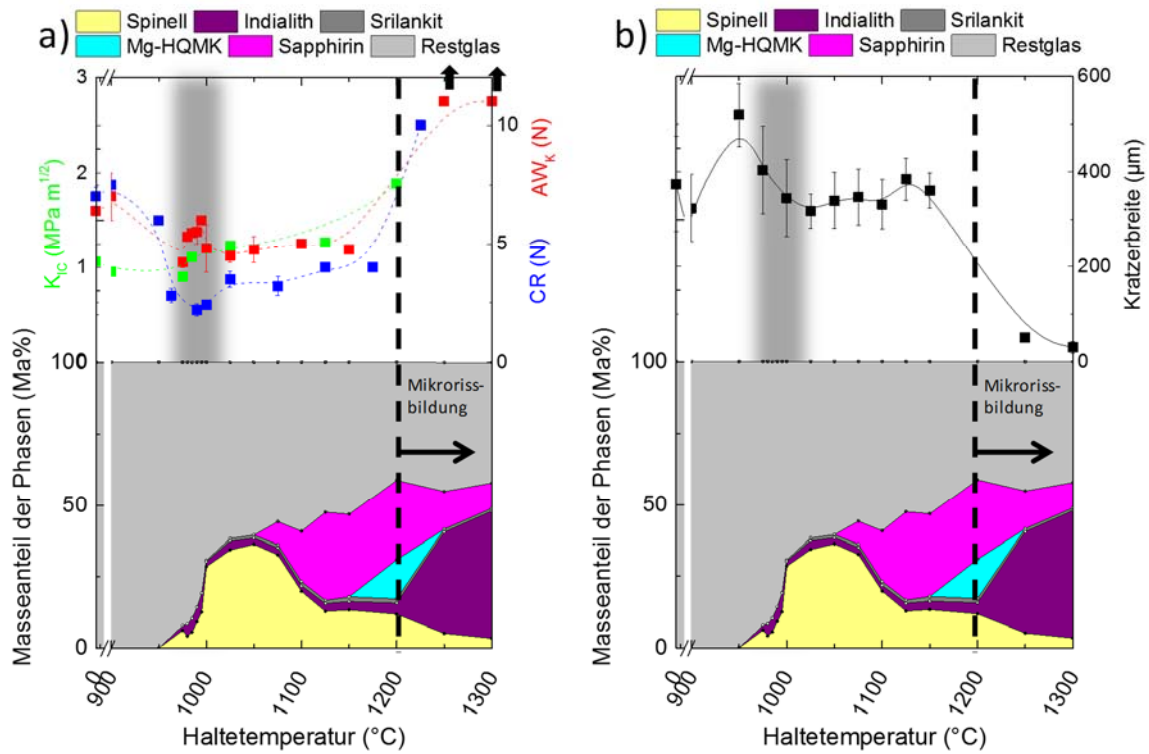 a)
Spinell Indialith Srilankit
Mg-HQMK Sapphirin Restglas
3
2
1
0
K_IC (MPa m^1/2)
10
5
0
AW_K (N)
CR (N)
100
50
0
Masseanteil der Phasen (Ma%)
Mikroriss-
bildung
0
900
1000
1100
1200
1300
Haltetemperatur (°C)
b)
Spinell Indialith Srilankit
Mg-HQMK Sapphirin Restglas
600
400
200
0
Kratzerbreite (µm)
100
50
0
Masseanteil der Phasen (Ma%)
Mikroriss-
bildung
0
900
1000
1100
1200
1300
Haltetemperatur (°C)